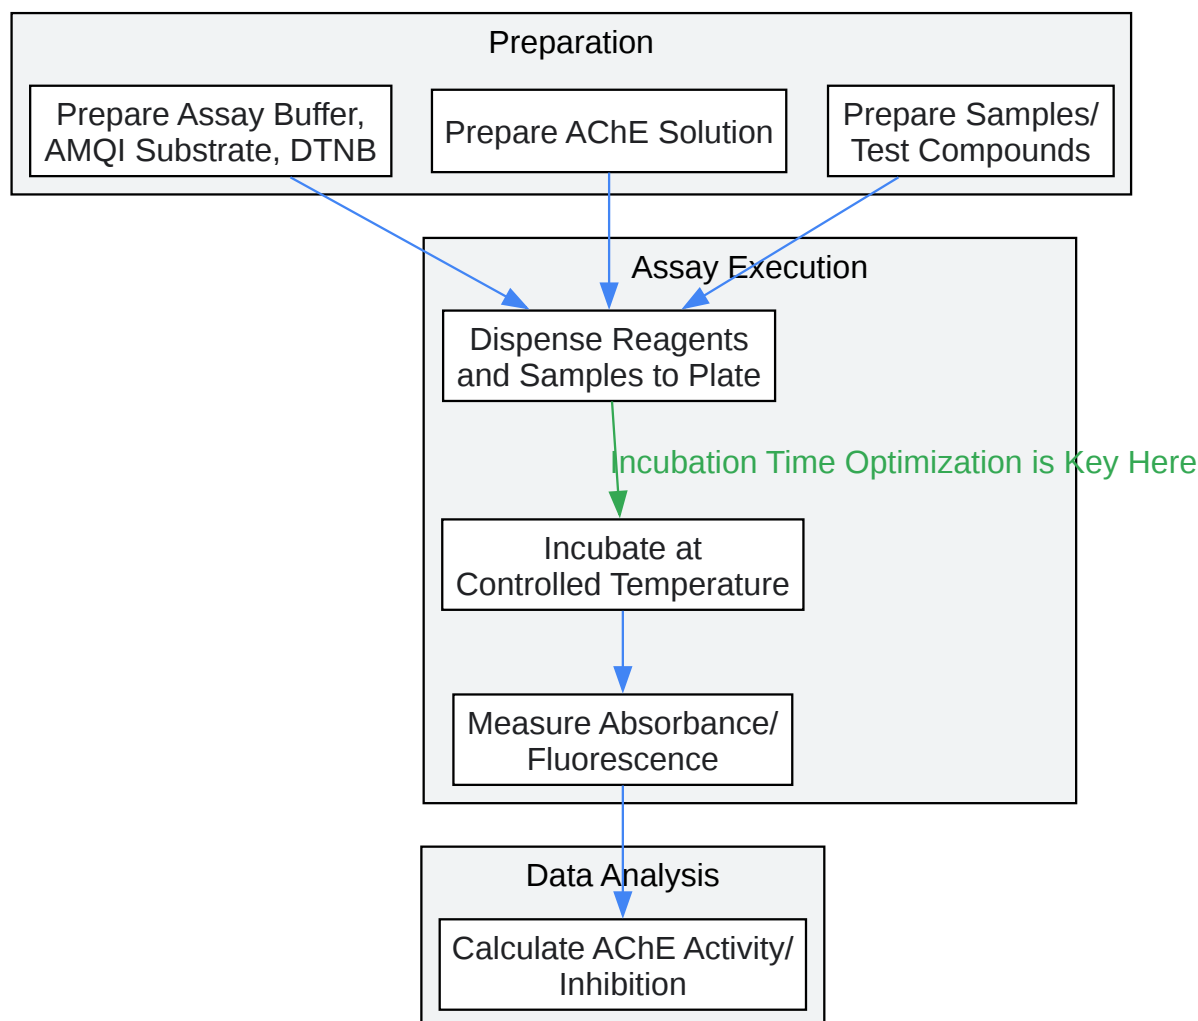 Preparation
Prepare Assay Buffer,
AMQI Substrate, DTNB
Prepare AChE Solution
Prepare Samples/
Test Compounds
Assay Execution
Dispense Reagents
and Samples to Plate
Incubation Time Optimization is Key Here
Incubate at
Controlled Temperature
Measure Absorbance/
Fluorescence
Data Analysis
Calculate AChE Activity/
Inhibition